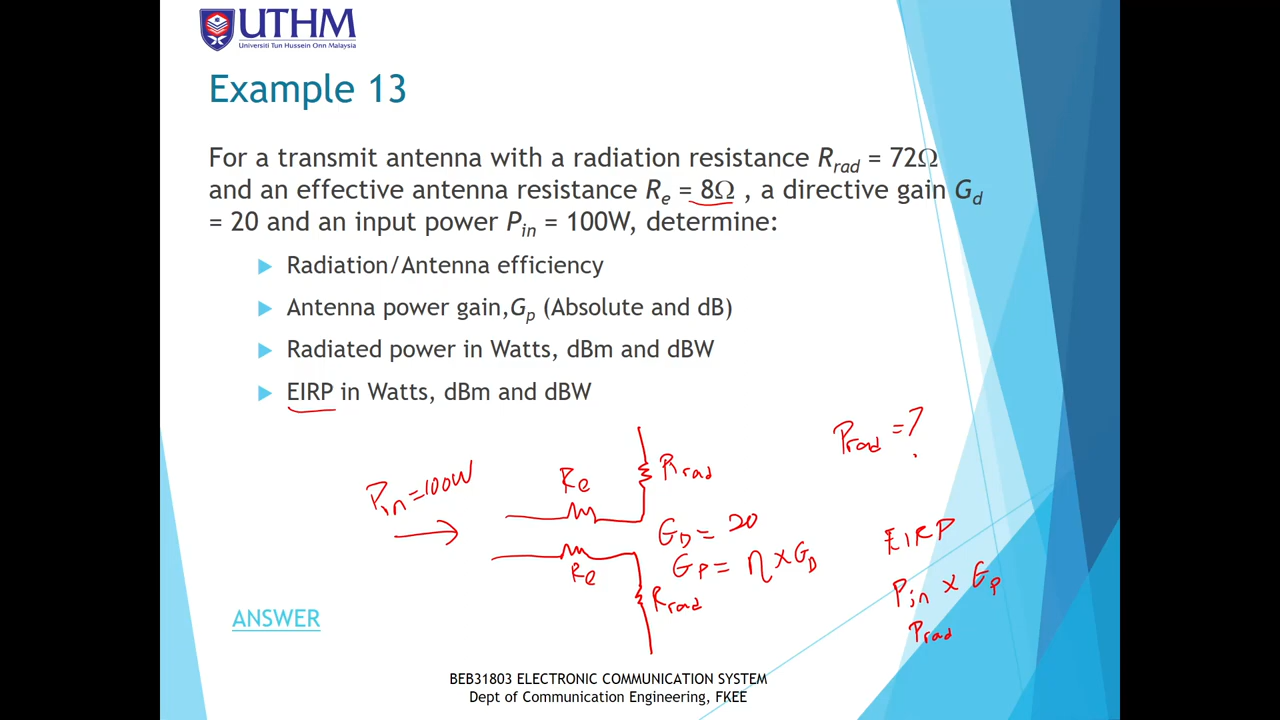 UTHM
Universiti Tun Hussein Onn Malaysia
Example 13
For a transmit antenna with a radiation resistance Rrad = 72Ω
and an effective antenna resistance Re = 8Ω , a directive gain Gd
= 20 and an input power Pin = 100W, determine:
Radiation/Antenna efficiency
Antenna power gain,Gp (Absolute and dB)
Radiated power in Watts, dBm and dBW
EIRP in Watts, dBm and dBW
Prad = ?
Pin = 100W
Re
Rrad
GD = 20
GP = η × GD
Re
Rrad
EIRP
Pin × GP
Prad
ANSWER
BEB31803 ELECTRONIC COMMUNICATION SYSTEM
Dept of Communication Engineering, FKEE